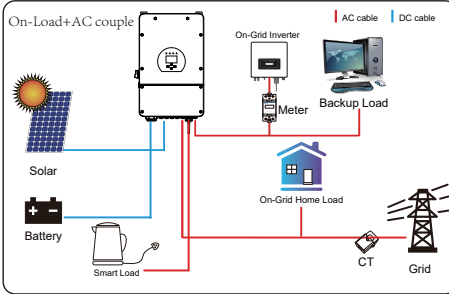 On-Load+AC couple
AC cable
DC cable
On-Grid Inverter
Meter
Backup Load
Solar
On-Grid Home Load
Battery
Smart Load
CT
Grid